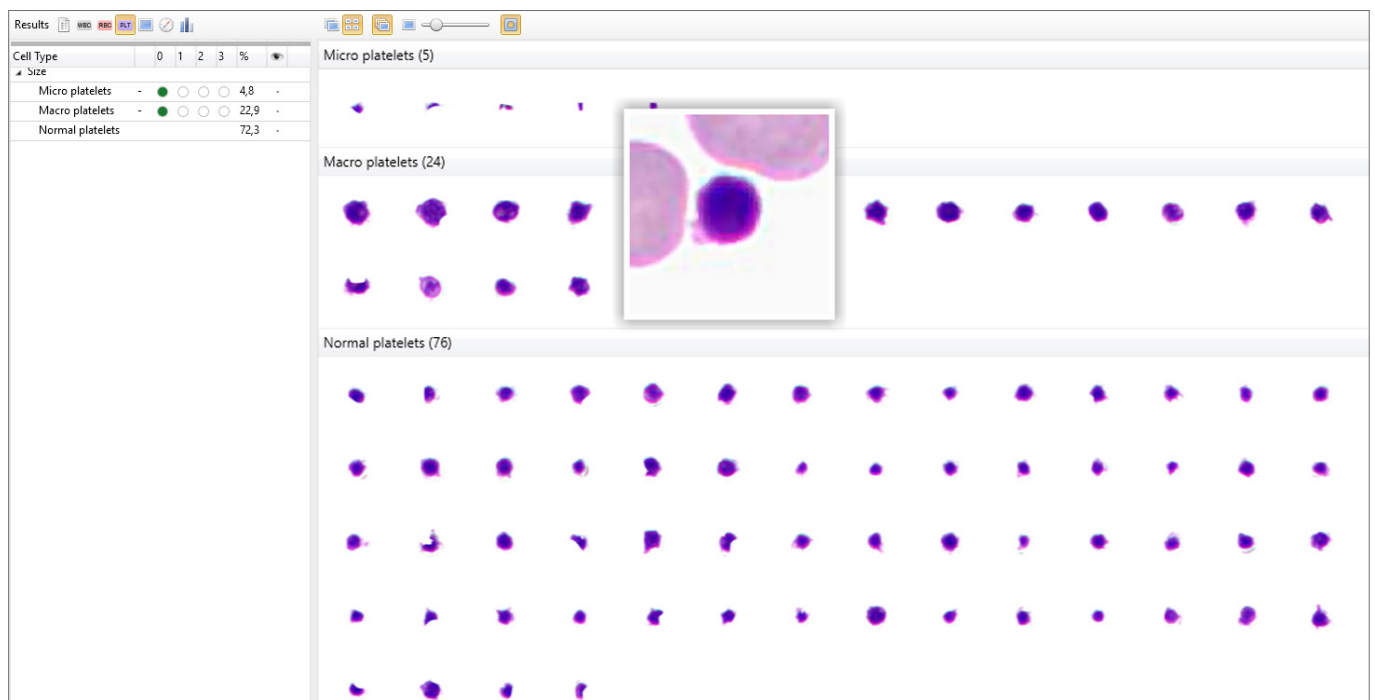 Results WBC RBC PLT
Cell Type 0 1 2 3 %
Size
Micro platelets - 4,8 -
Macro platelets - 22,9 -
Normal platelets 72,3 -
Micro platelets (5)
Macro platelets (24)
Normal platelets (76)